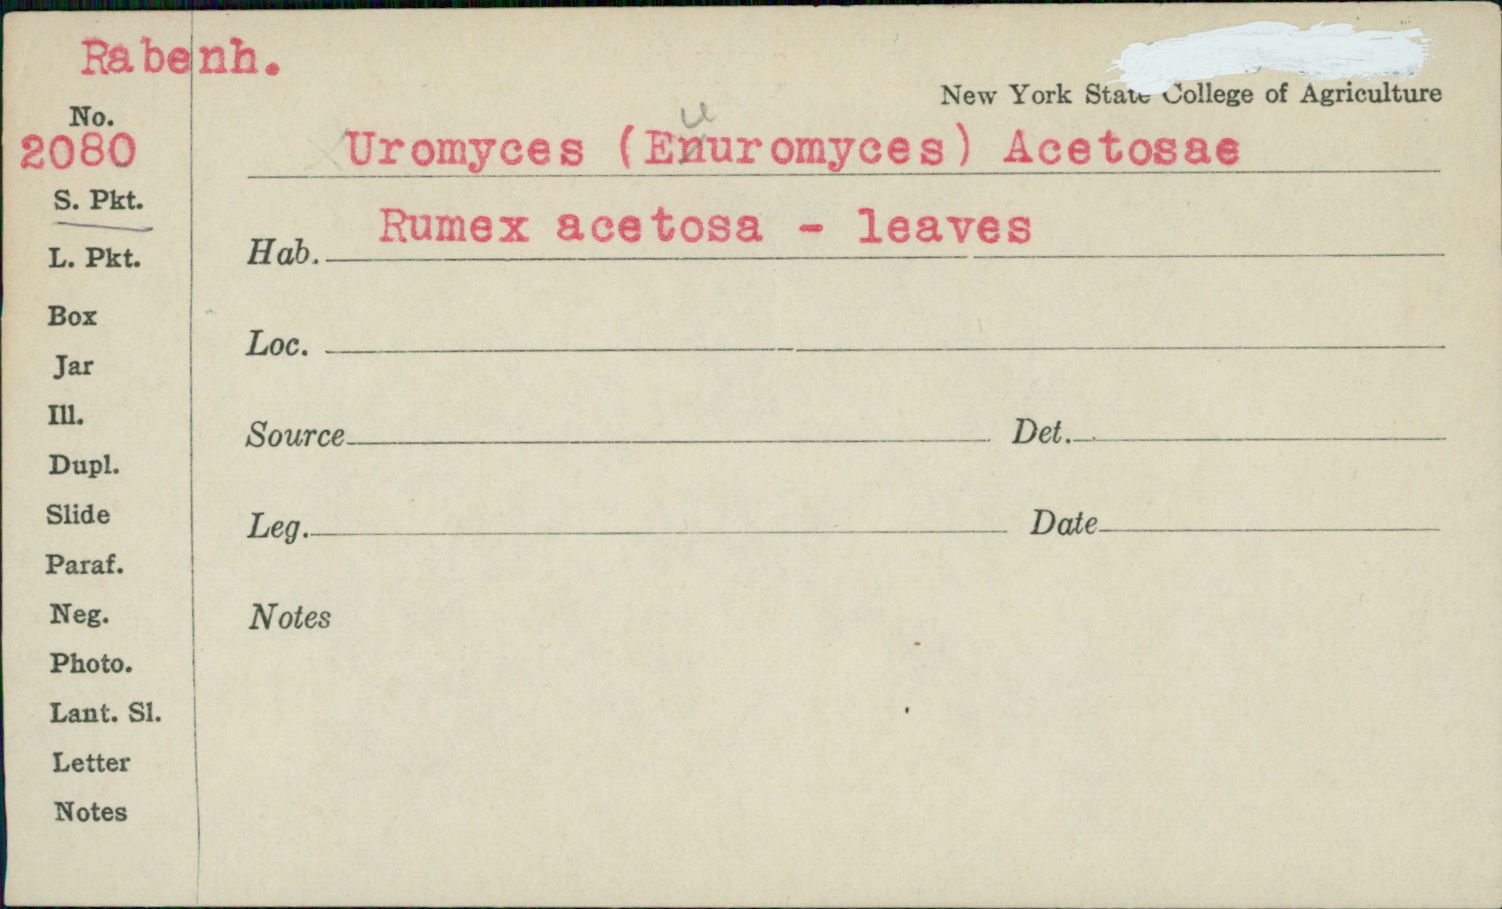 Rabenh.
New York State College of Agriculture
No.
2080
Uromyces (Enuromyces) Acetosae
u
S. Pkt.
Hab. Rumex acetosa - leaves
L. Pkt.
Box
Loc.
Jar
Ill.
Source Det.
Dupl.
Slide
Leg. Date
Paraf.
Neg.
Notes
Photo.
Lant. Sl.
Letter
Notes